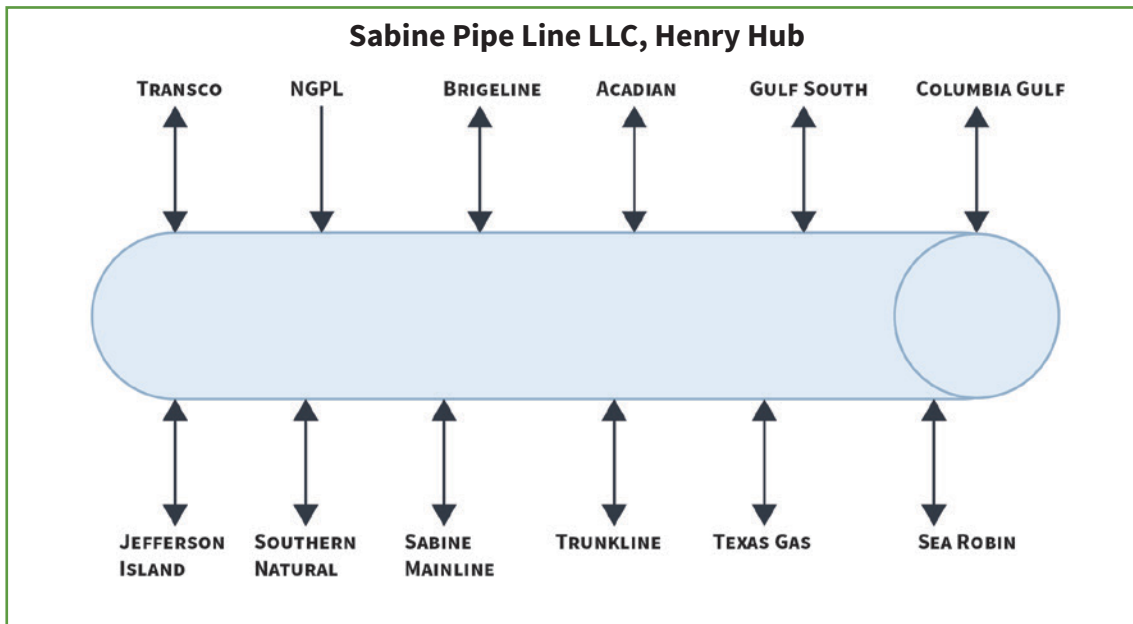 Sabine Pipe Line LLC, Henry Hub
TRANSCO NGPL BRIGELINE ACADIAN GULF SOUTH COLUMBIA GULF
JEFFERSON ISLAND
SOUTHERN NATURAL
SABINE MAINLINE
TRUNKLINE
TEXAS GAS
SEA ROBIN